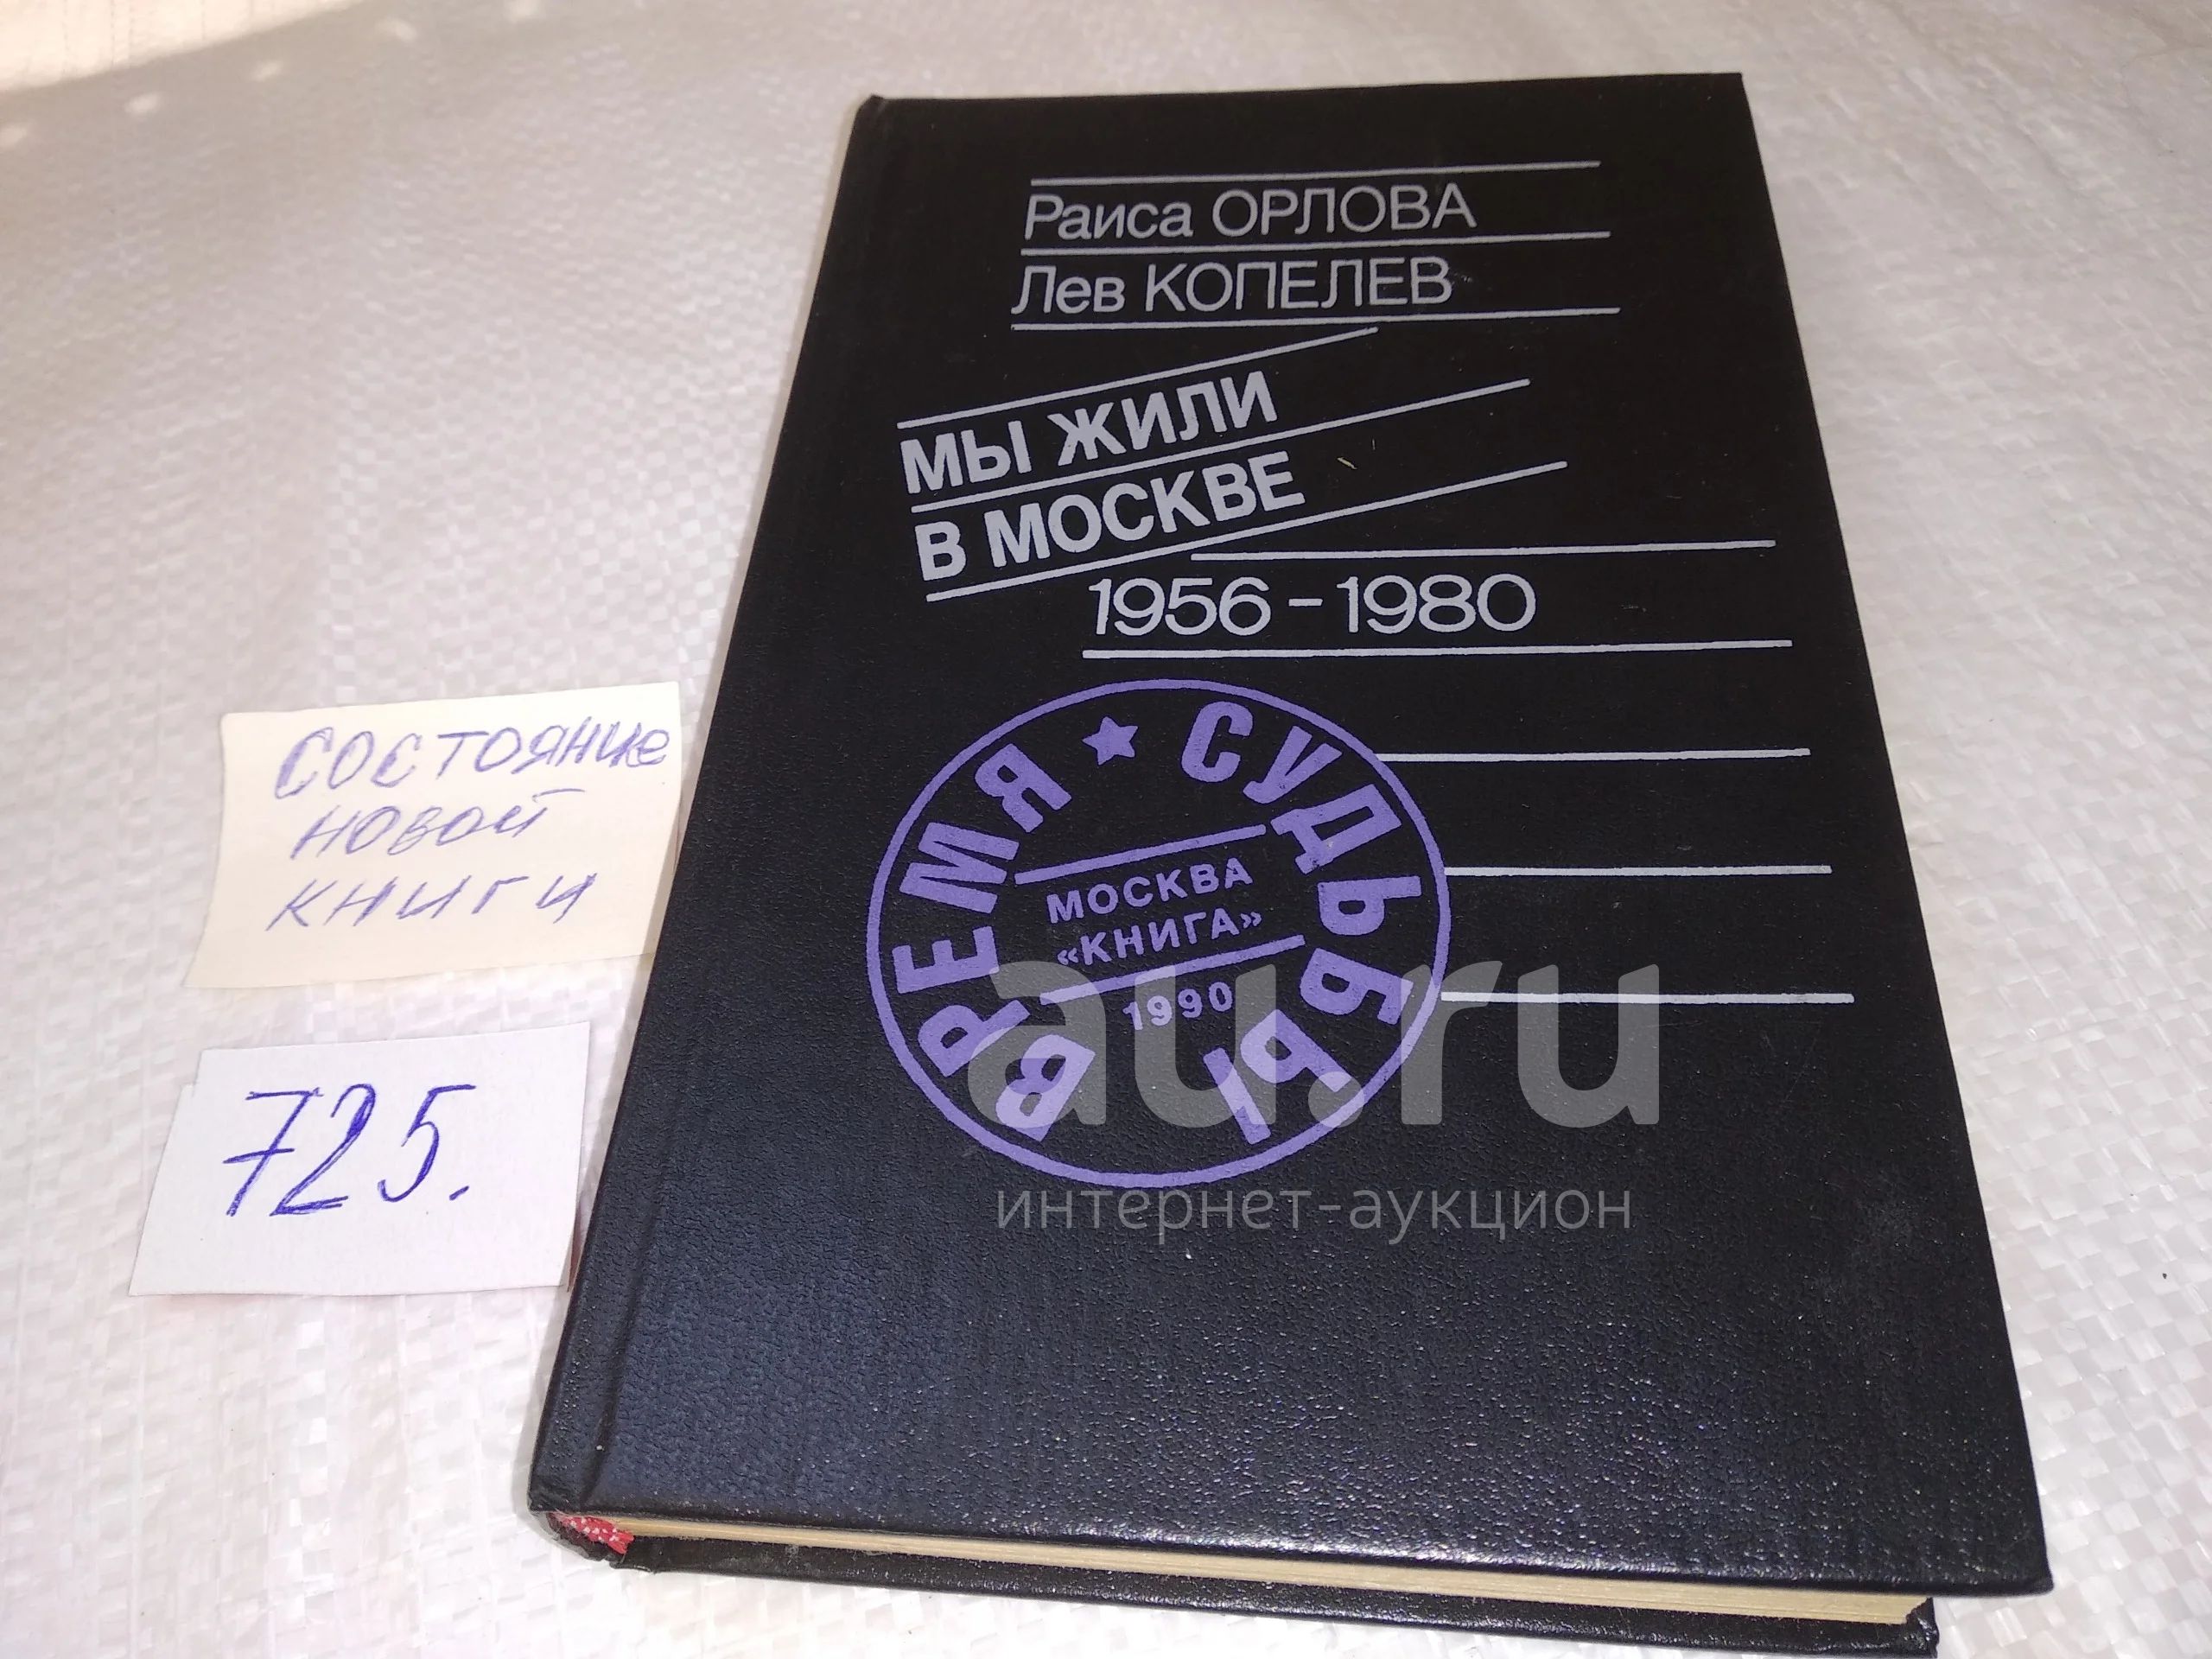 Раиса ОРЛОВА
Лев КОПЕЛЕВ
МЫ ЖИЛИ
В МОСКВЕ
1956-1980
ВРЕМЯ ★ СУДЬБЫ
МОСКВА
«КНИГА»
1990
СОСТОЯНИЕ
НОВОЙ
КНИГИ
725.
au.ru
интернет-аукцион